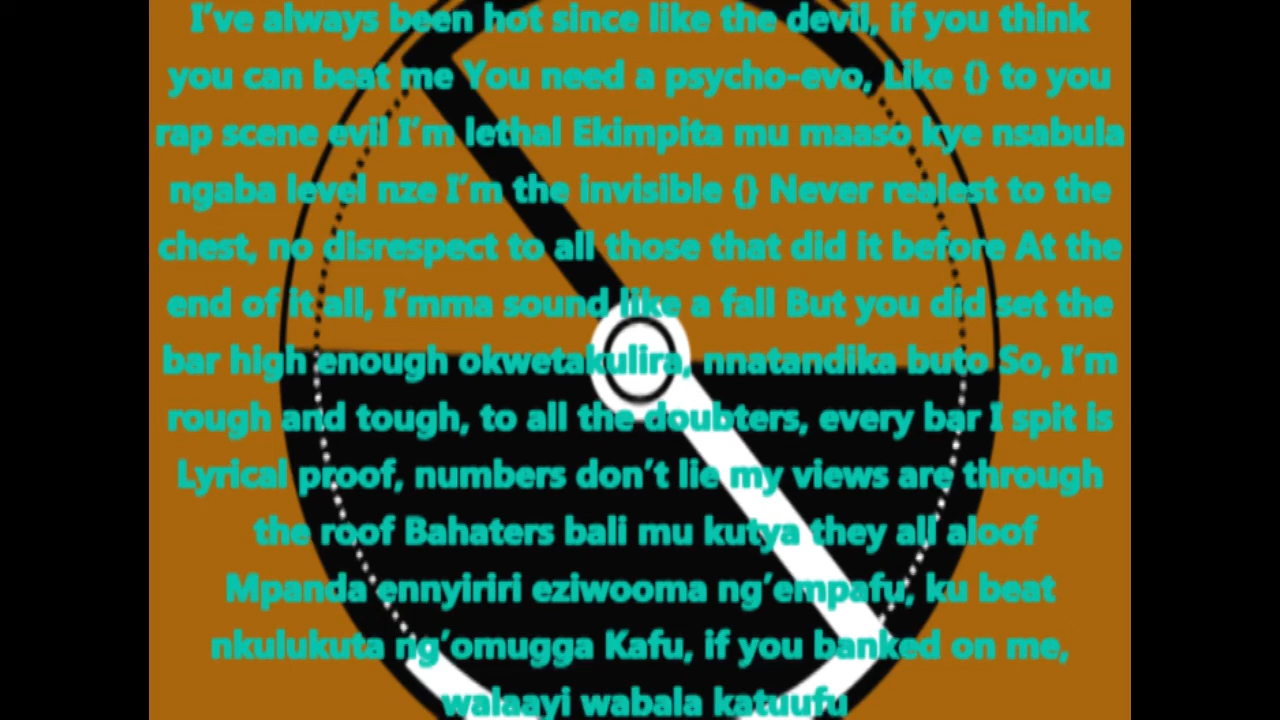 I’ve always been hot since like the devil, if you think
you can beat me You need a psycho-evo, Like {} to you
rap scene evil I’m lethal Ekimpita mu maaso kye nsabula
ngaba level nze I’m the invisible {} Never realest to the
chest, no disrespect to all those that did it before At the
end of it all, I’mma sound like a fall But you did set the
bar high enough okwetakulira, nnatandika buto So, I’m
rough and tough, to all the doubters, every bar I spit is
Lyrical proof, numbers don’t lie my views are through
the roof Bahaters bali mu kutya they all aloof
Mpanda ennyiriri eziwooma ng’empafu, ku beat
nkulukuta ng’omugga Kafu, if you banked on me,
walaayi wabala katuufu